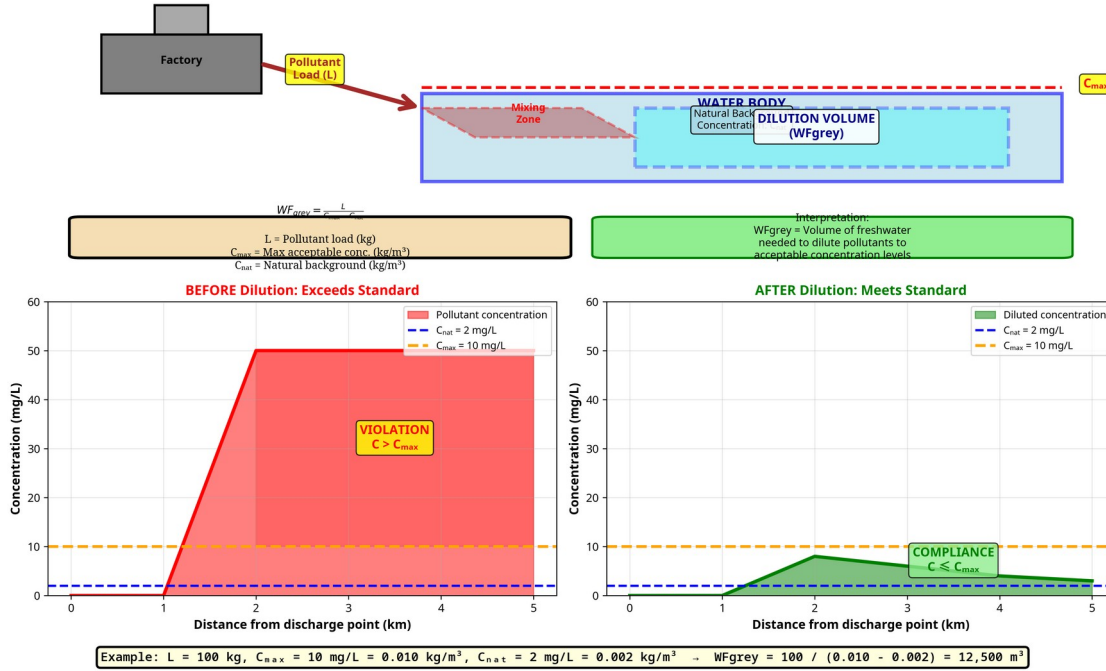 Factory
Pollutant
Load (L)
Cmax
Mixing
Zone
WATER BODY
Natural Back
Concentra
DILUTION VOLUME
(WFgrey)
WFgrey = L
L = Pollutant load (kg)
Cmax = Max acceptable conc. (kg/m³)
Cnat = Natural background (kg/m³)
Interpretation:
WFgrey = Volume of freshwater
needed to dilute pollutants to
acceptable concentration levels
BEFORE Dilution: Exceeds Standard
Concentration (mg/L)
60
50
40
30
20
10
0
Pollutant concentration
Cnat = 2 mg/L
Cmax = 10 mg/L
VIOLATION
C > Cmax
0 1 2 3 4 5
Distance from discharge point (km)
AFTER Dilution: Meets Standard
Concentration (mg/L)
60
50
40
30
20
10
0
Diluted concentration
Cnat = 2 mg/L
Cmax = 10 mg/L
COMPLIANCE
C ⩽ Cmax
0 1 2 3 4 5
Distance from discharge point (km)
Example: L = 100 kg, Cmax = 10 mg/L = 0.010 kg/m³, Cnat = 2 mg/L = 0.002 kg/m³ → WFgrey = 100 / (0.010 - 0.002) = 12,500 m³